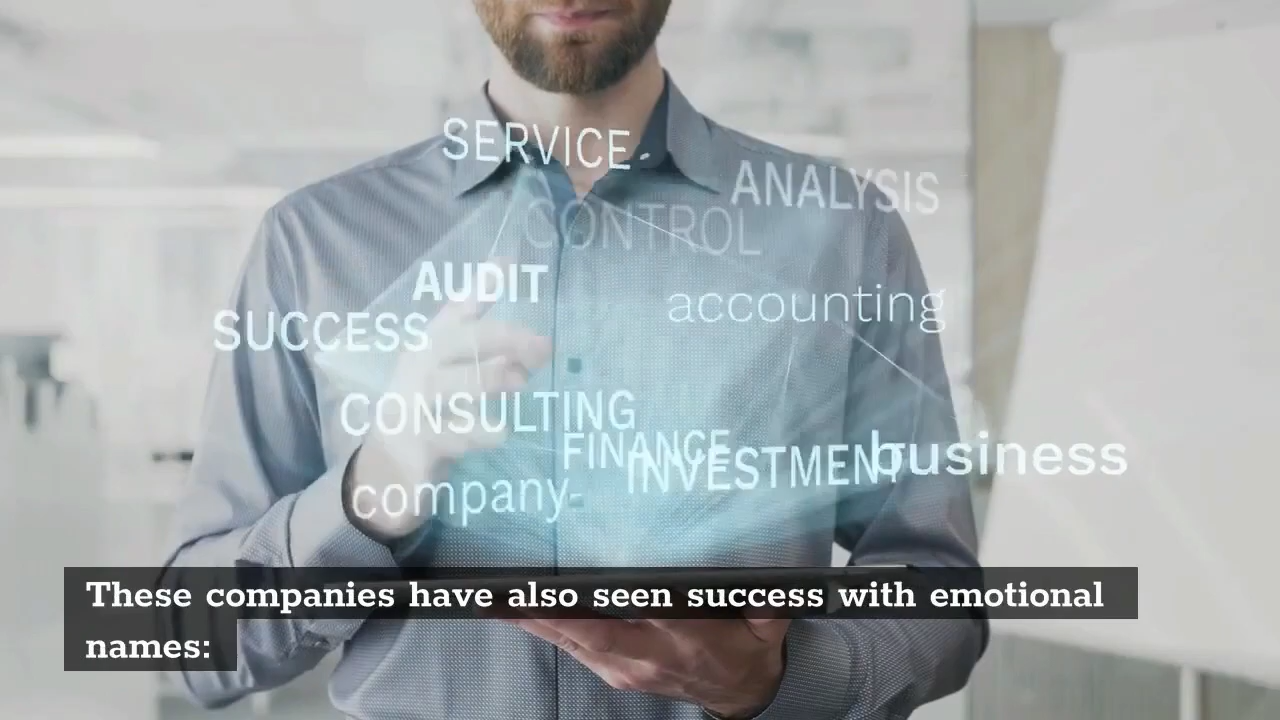 SERVICE
ANALYSIS
CONTROL
AUDIT
accounting
SUCCESS
CONSULTING
FINANCE
INVESTMENT
business
company
These companies have also seen success with emotional
names: